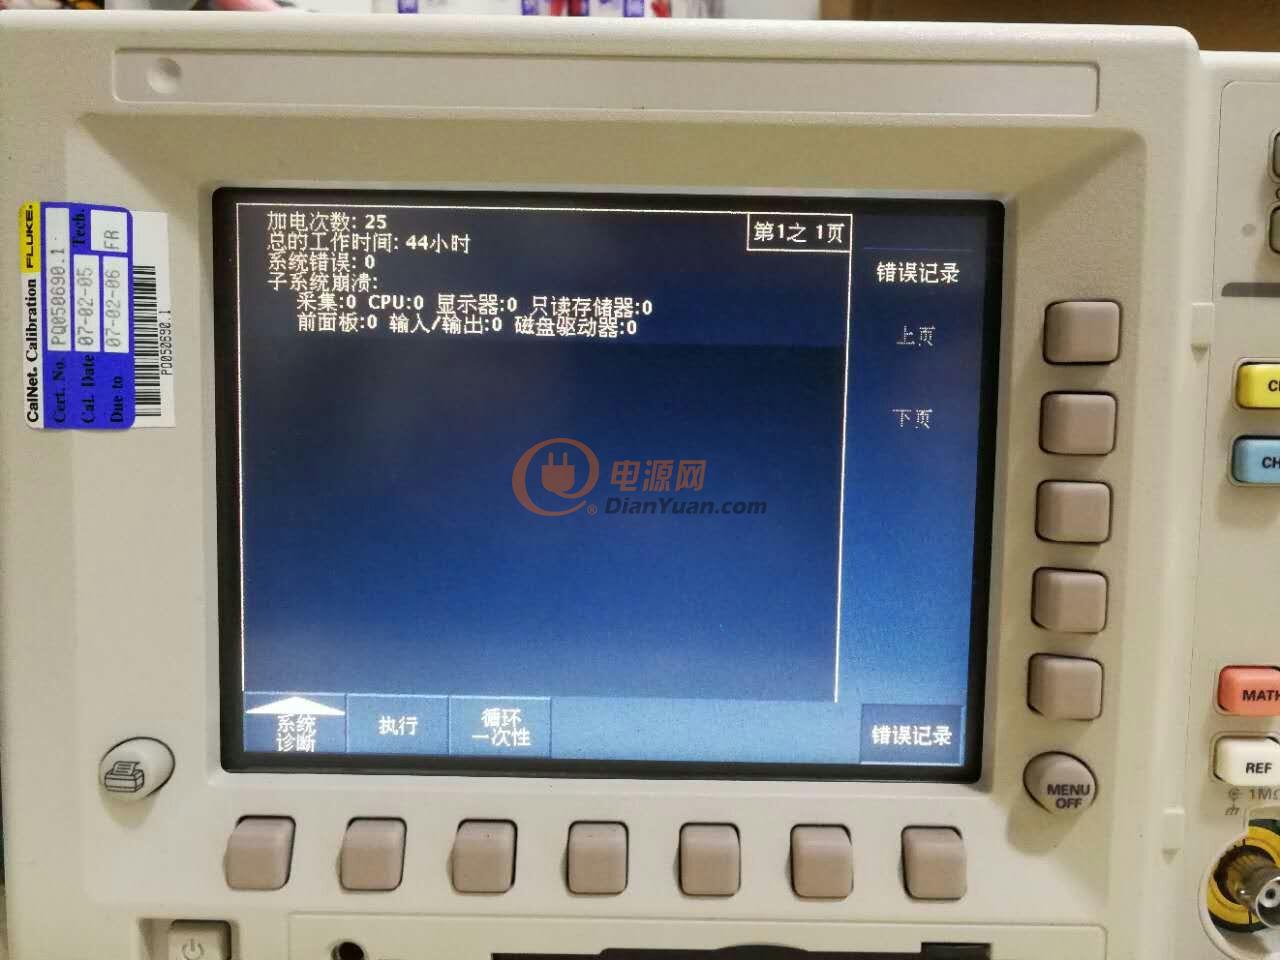 加电次数: 25
总的工作时间: 44小时
系统错误: 0
子系统崩溃:
采集:0 CPU:0 显示器:0 只读存储器:0
前面板:0 输入/输出:0 磁盘驱动器:0
第1之 1页
错误记录
上页
下页
系统
诊断
执行
循环
一次性
错误记录
电源网
® DianYuan.com
CalNet. Calibration FLUKE.
Cert. No. PQ050690.1 Tech.
Cal. Date 07-02-05
Due to 07-02-06 FR
PQ050690.1
MENU
OFF
CH
MATH
REF
1MΩ